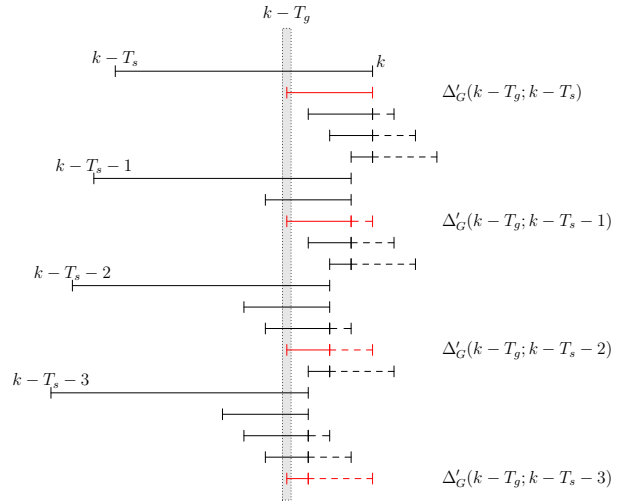 k − T_g
k − T_s
k
Δ′_G(k − T_g; k − T_s)
k − T_s − 1
Δ′_G(k − T_g; k − T_s − 1)
k − T_s − 2
Δ′_G(k − T_g; k − T_s − 2)
k − T_s − 3
Δ′_G(k − T_g; k − T_s − 3)